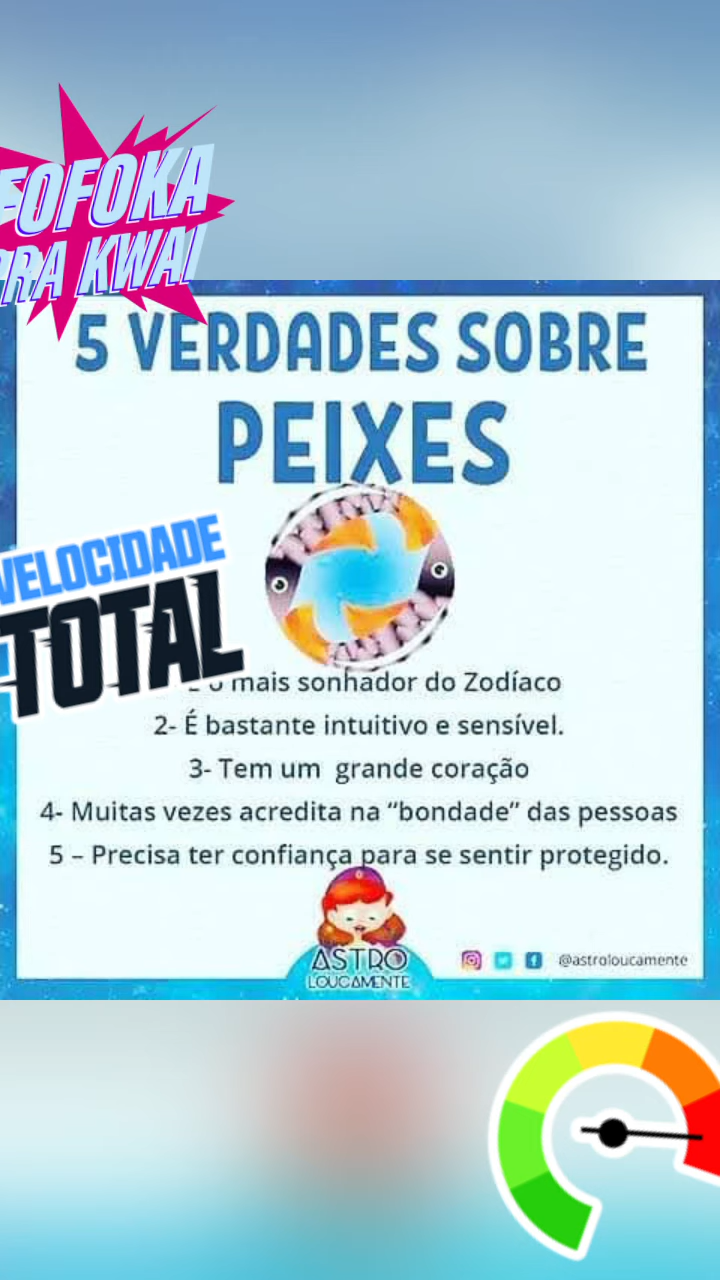 FOFOKA
PRA KWAI
5 VERDADES SOBRE
PEIXES
VELOCIDADE
TOTAL
o mais sonhador do Zodíaco
2- É bastante intuitivo e sensível.
3- Tem um grande coração
4- Muitas vezes acredita na “bondade” das pessoas
5 – Precisa ter confiança para se sentir protegido.
ASTRO
LOUCAMENTE
@astroloucamente